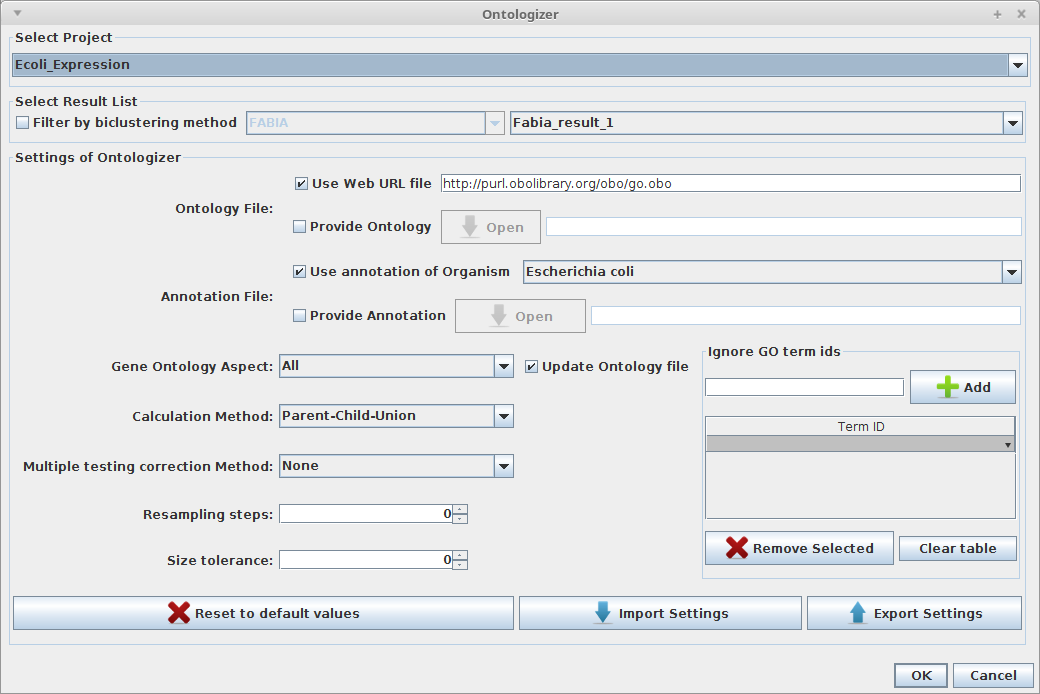 Ontologizer
Select Project
Ecoli_Expression
Select Result List
Filter by biclustering method FABIA Fabia_result_1
Settings of Ontologizer
Ontology File:
Use Web URL file http://purl.obolibrary.org/obo/go.obo
Provide Ontology Open
Annotation File:
Use annotation of Organism Escherichia coli
Provide Annotation Open
Gene Ontology Aspect: All Update Ontology file
Calculation Method: Parent-Child-Union
Multiple testing correction Method: None
Resampling steps: 0
Size tolerance: 0
Ignore GO term ids
Add
Term ID
Remove Selected Clear table
Reset to default values Import Settings Export Settings
OK Cancel